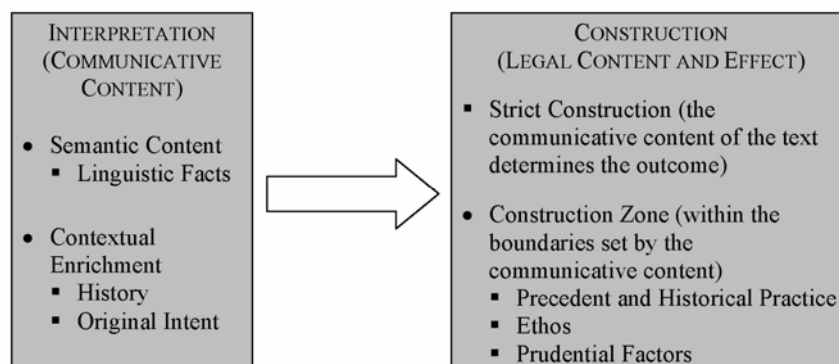 INTERPRETATION
(COMMUNICATIVE
CONTENT)
• Semantic Content
▪ Linguistic Facts
• Contextual
Enrichment
▪ History
▪ Original Intent
CONSTRUCTION
(LEGAL CONTENT AND EFFECT)
▪ Strict Construction (the
communicative content of the text
determines the outcome)
• Construction Zone (within the
boundaries set by the
communicative content)
▪ Precedent and Historical Practice
▪ Ethos
▪ Prudential Factors